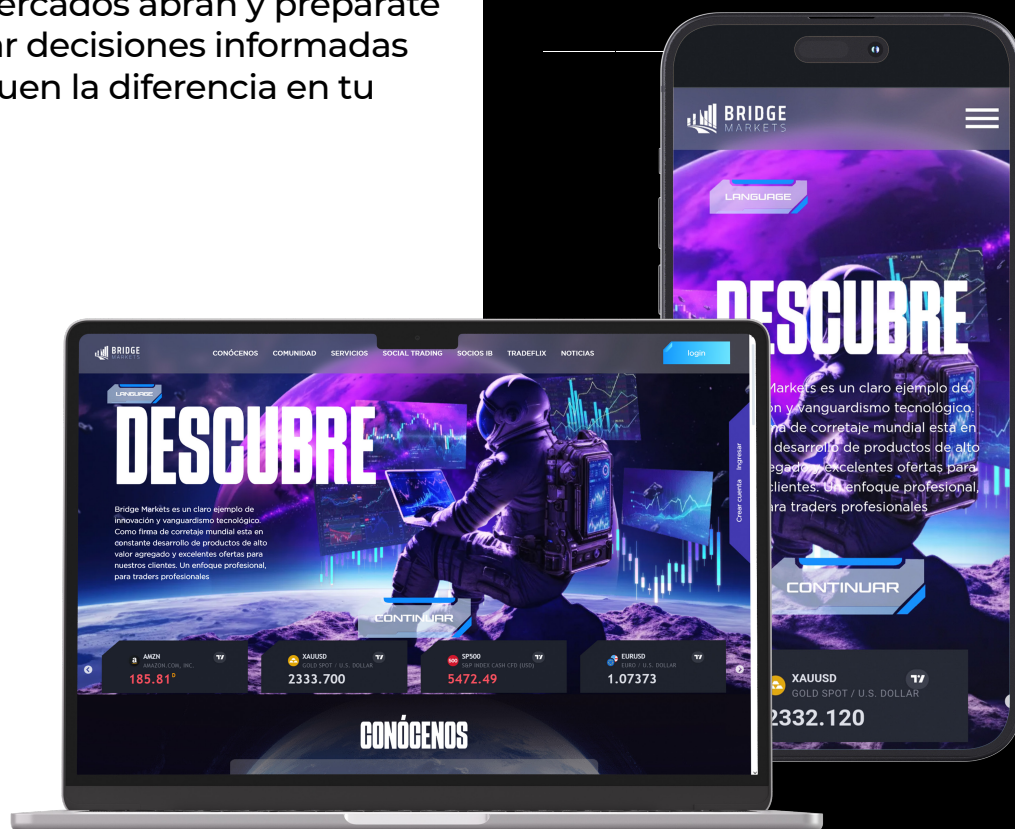 ercados abran y prepárate
ar decisiones informadas
uen la diferencia en tu
BRIDGE
MARKETS
LANGUAGE
DESCUBRE
Markets es un claro ejemplo de
ón y vanguardismo tecnológico.
ma de corretaje mundial esta en
desarrollo de productos de alto
egado y excelentes ofertas para
clientes. Un enfoque profesional,
ara traders profesionales
CONTINUAR
XAUUSD
GOLD SPOT / U.S. DOLLAR
2332.120
BRIDGE
MARKETS
CONÓCENOS COMUNIDAD SERVICIOS SOCIAL TRADING SOCIOS IB TRADEFLIX NOTICIAS login
LANGUAGE
DESCUBRE
Bridge Markets es un claro ejemplo de
innovación y vanguardismo tecnológico.
Como firma de corretaje mundial esta en
constante desarrollo de productos de alto
valor agregado y excelentes ofertas para
nuestros clientes. Un enfoque profesional,
para traders profesionales
Crear cuenta Ingresar
CONTINUAR
a AMZN
AMAZON.COM, INC.
185.81 D
XAUUSD
GOLD SPOT / U.S. DOLLAR
2333.700
500 SP500
S&P INDEX CASH CFD (USD)
5472.49
EURUSD
EURO / U.S. DOLLAR
1.07373
CONÓCENOS